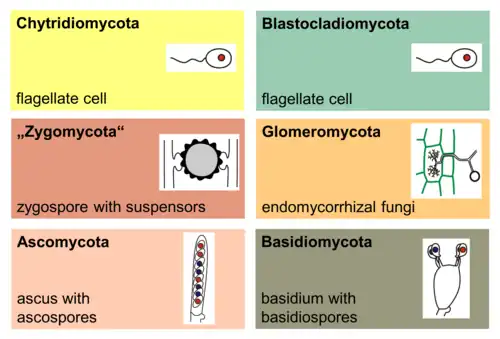 Chytridiomycota
flagellate cell
Blastocladiomycota
flagellate cell
„Zygomycota“
zygospore with suspensors
Glomeromycota
endomycorrhizal fungi
Ascomycota
ascus with
ascospores
Basidiomycota
basidium with
basidiospores